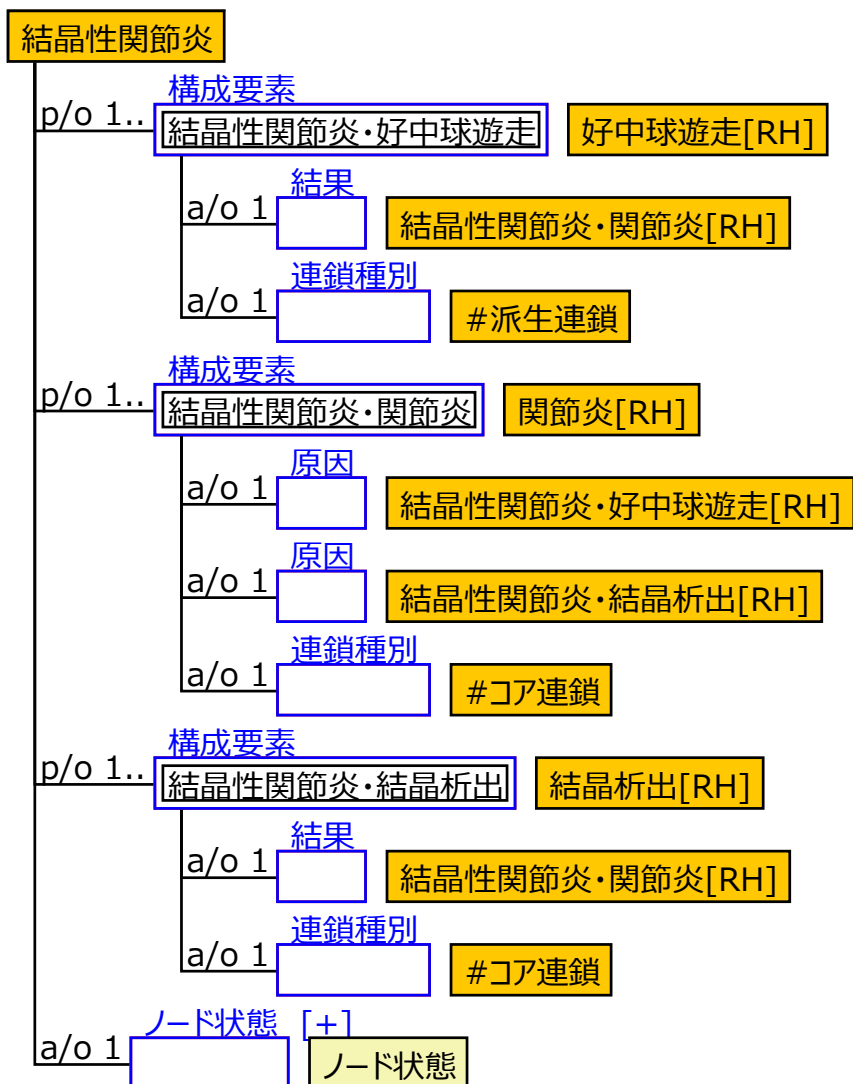 結晶性関節炎
構成要素
p/o 1.. 結晶性関節炎・好中球遊走 好中球遊走[RH]
結果
a/o 1 結晶性関節炎・関節炎[RH]
連鎖種別
a/o 1 #派生連鎖
構成要素
p/o 1.. 結晶性関節炎・関節炎 関節炎[RH]
原因
a/o 1 結晶性関節炎・好中球遊走[RH]
原因
a/o 1 結晶性関節炎・結晶析出[RH]
連鎖種別
a/o 1 #コア連鎖
構成要素
p/o 1.. 結晶性関節炎・結晶析出 結晶析出[RH]
結果
a/o 1 結晶性関節炎・関節炎[RH]
連鎖種別
a/o 1 #コア連鎖
ノード状態 [+]
a/o 1 ノード状態